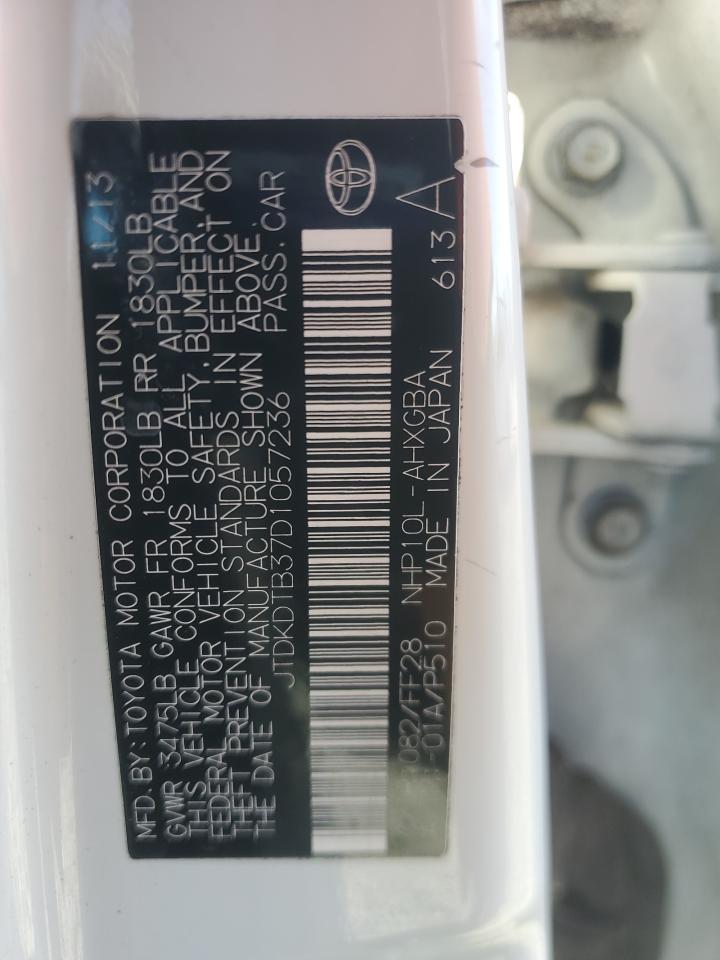 MFD.BY:TOYOTA MOTOR CORPORATION 11/13
GVWR 3475LB GAWR FR 1830LB RR 1830LB
THIS VEHICLE CONFORMS TO ALL APPLICABLE
FEDERAL MOTOR VEHICLE SAFETY, BUMPER, AND
THEFT PREVENTION STANDARDS IN EFFECT ON
THE DATE OF MANUFACTURE SHOWN ABOVE.
JTDKDTB37D1057236 PASS.CAR
082/FF28 NHP10L-AHXGBA
-01A/P510 MADE IN JAPAN 613 A